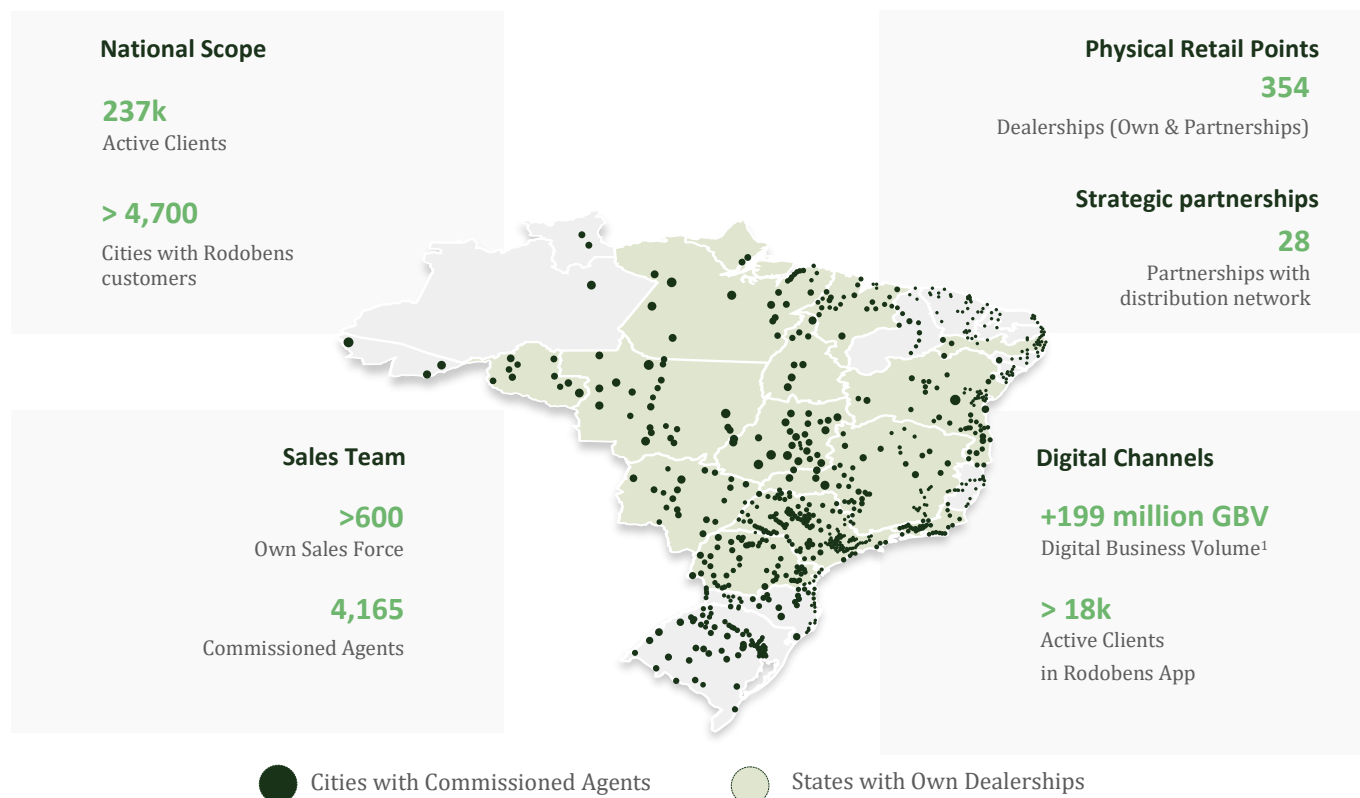 National Scope
237k
Active Clients
> 4,700
Cities with Rodobens
customers
Physical Retail Points
354
Dealerships (Own & Partnerships)
Strategic partnerships
28
Partnerships with
distribution network
Sales Team
>600
Own Sales Force
4,165
Commissioned Agents
Digital Channels
+199 million GBV
Digital Business Volume¹
> 18k
Active Clients
in Rodobens App
Cities with Commissioned Agents
States with Own Dealerships